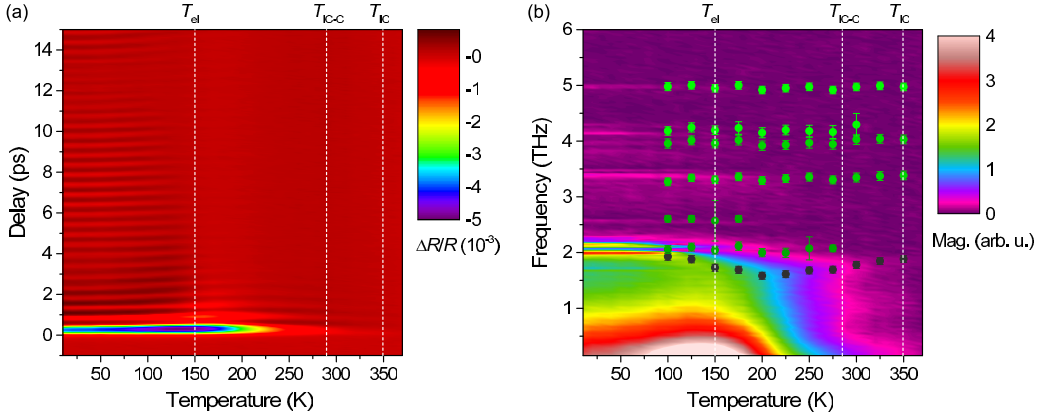 (a)
T_el
T_IC-C
T_IC
Delay (ps)
14
12
10
8
6
4
2
0
50
100
150
200
250
300
350
Temperature (K)
-0
-1
-2
-3
-4
-5
ΔR/R (10⁻³)
(b)
T_el
T_IC-C
T_IC
Frequency (THz)
6
5
4
3
2
1
50
100
150
200
250
300
350
Temperature (K)
4
3
2
1
0
Mag. (arb. u.)